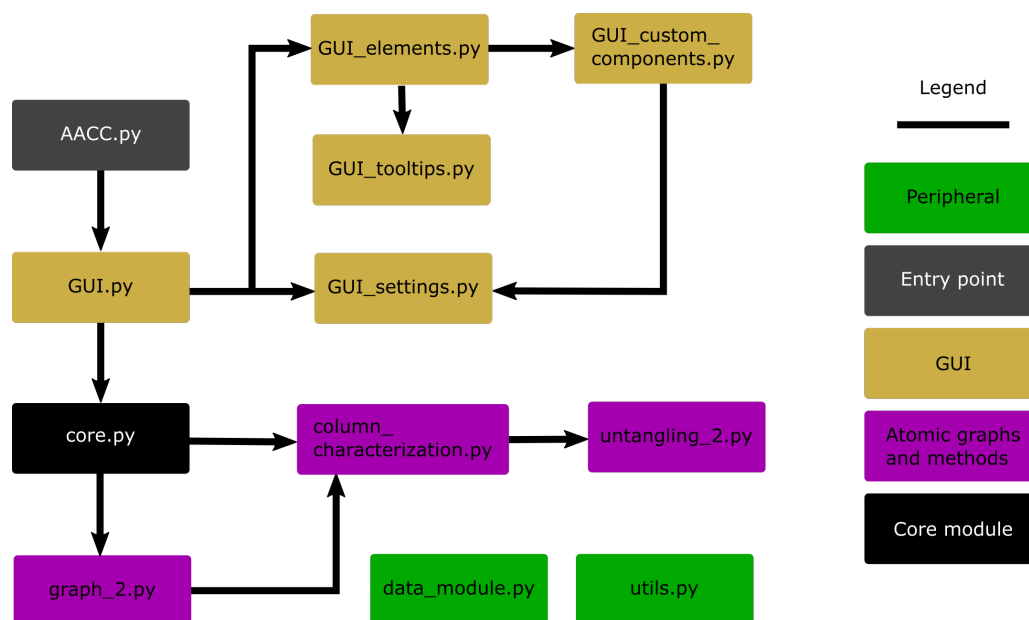 GUI_elements.py
GUI_custom_
components.py
Legend
AACC.py
GUI_tooltips.py
Peripheral
GUI.py
GUI_settings.py
Entry point
GUI
core.py
column_
characterization.py
untangling_2.py
Atomic graphs
and methods
Core module
graph_2.py
data_module.py
utils.py